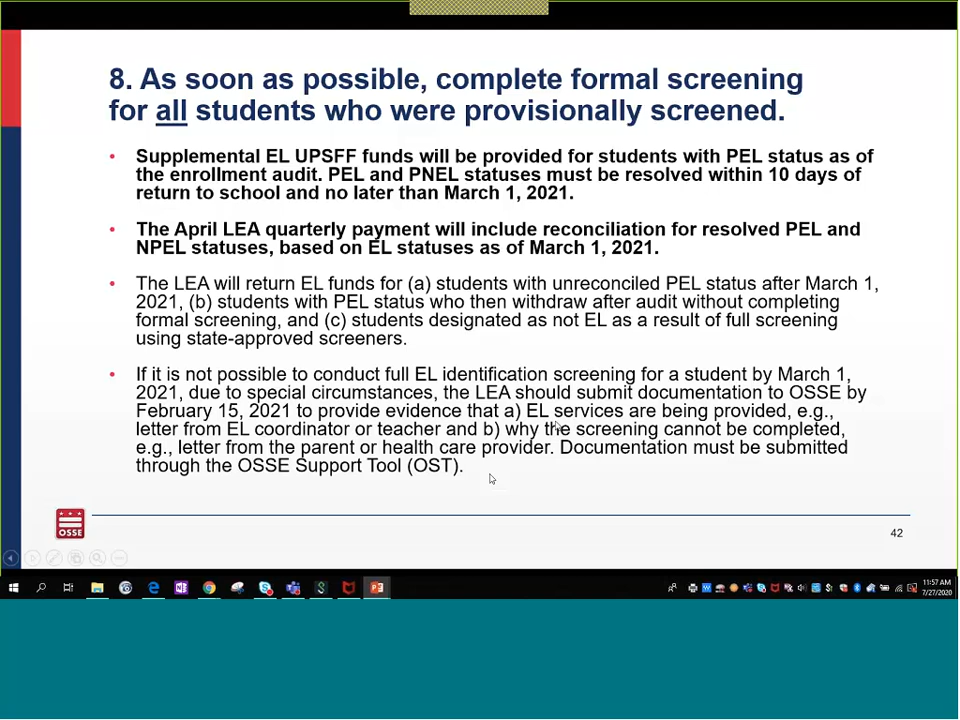 8. As soon as possible, complete formal screening
for all students who were provisionally screened.
• Supplemental EL UPSFF funds will be provided for students with PEL status as of
the enrollment audit. PEL and PNEL statuses must be resolved within 10 days of
return to school and no later than March 1, 2021.
• The April LEA quarterly payment will include reconciliation for resolved PEL and
NPEL statuses, based on EL statuses as of March 1, 2021.
• The LEA will return EL funds for (a) students with unreconciled PEL status after March 1,
2021, (b) students with PEL status who then withdraw after audit without completing
formal screening, and (c) students designated as not EL as a result of full screening
using state-approved screeners.
• If it is not possible to conduct full EL identification screening for a student by March 1,
2021, due to special circumstances, the LEA should submit documentation to OSSE by
February 15, 2021 to provide evidence that a) EL services are being provided, e.g.,
letter from EL coordinator or teacher and b) why the screening cannot be completed,
e.g., letter from the parent or health care provider. Documentation must be submitted
through the OSSE Support Tool (OST).
OSSE
42
11:57 AM
7/27/2020